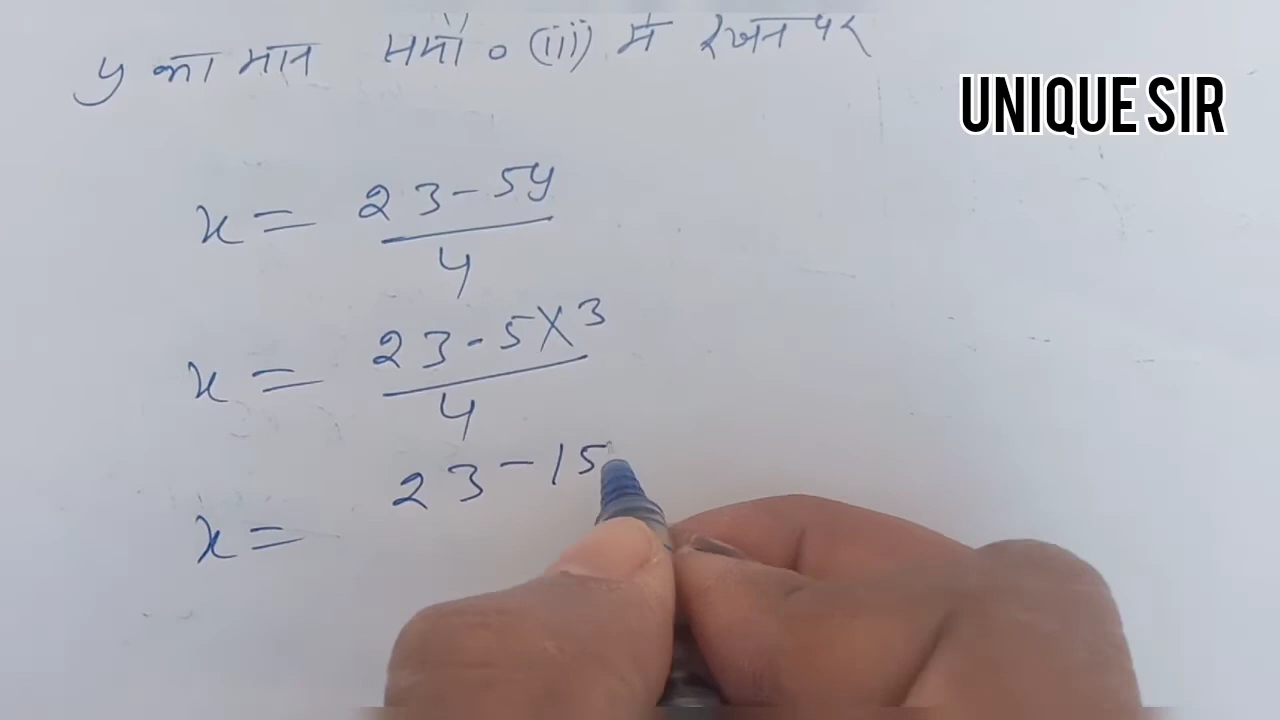 y का मान समी० (iii) में रखने पर
UNIQUE SIR
x = 23 - 5y / 4
x = 23 - 5 X 3 / 4
x = 23 - 15